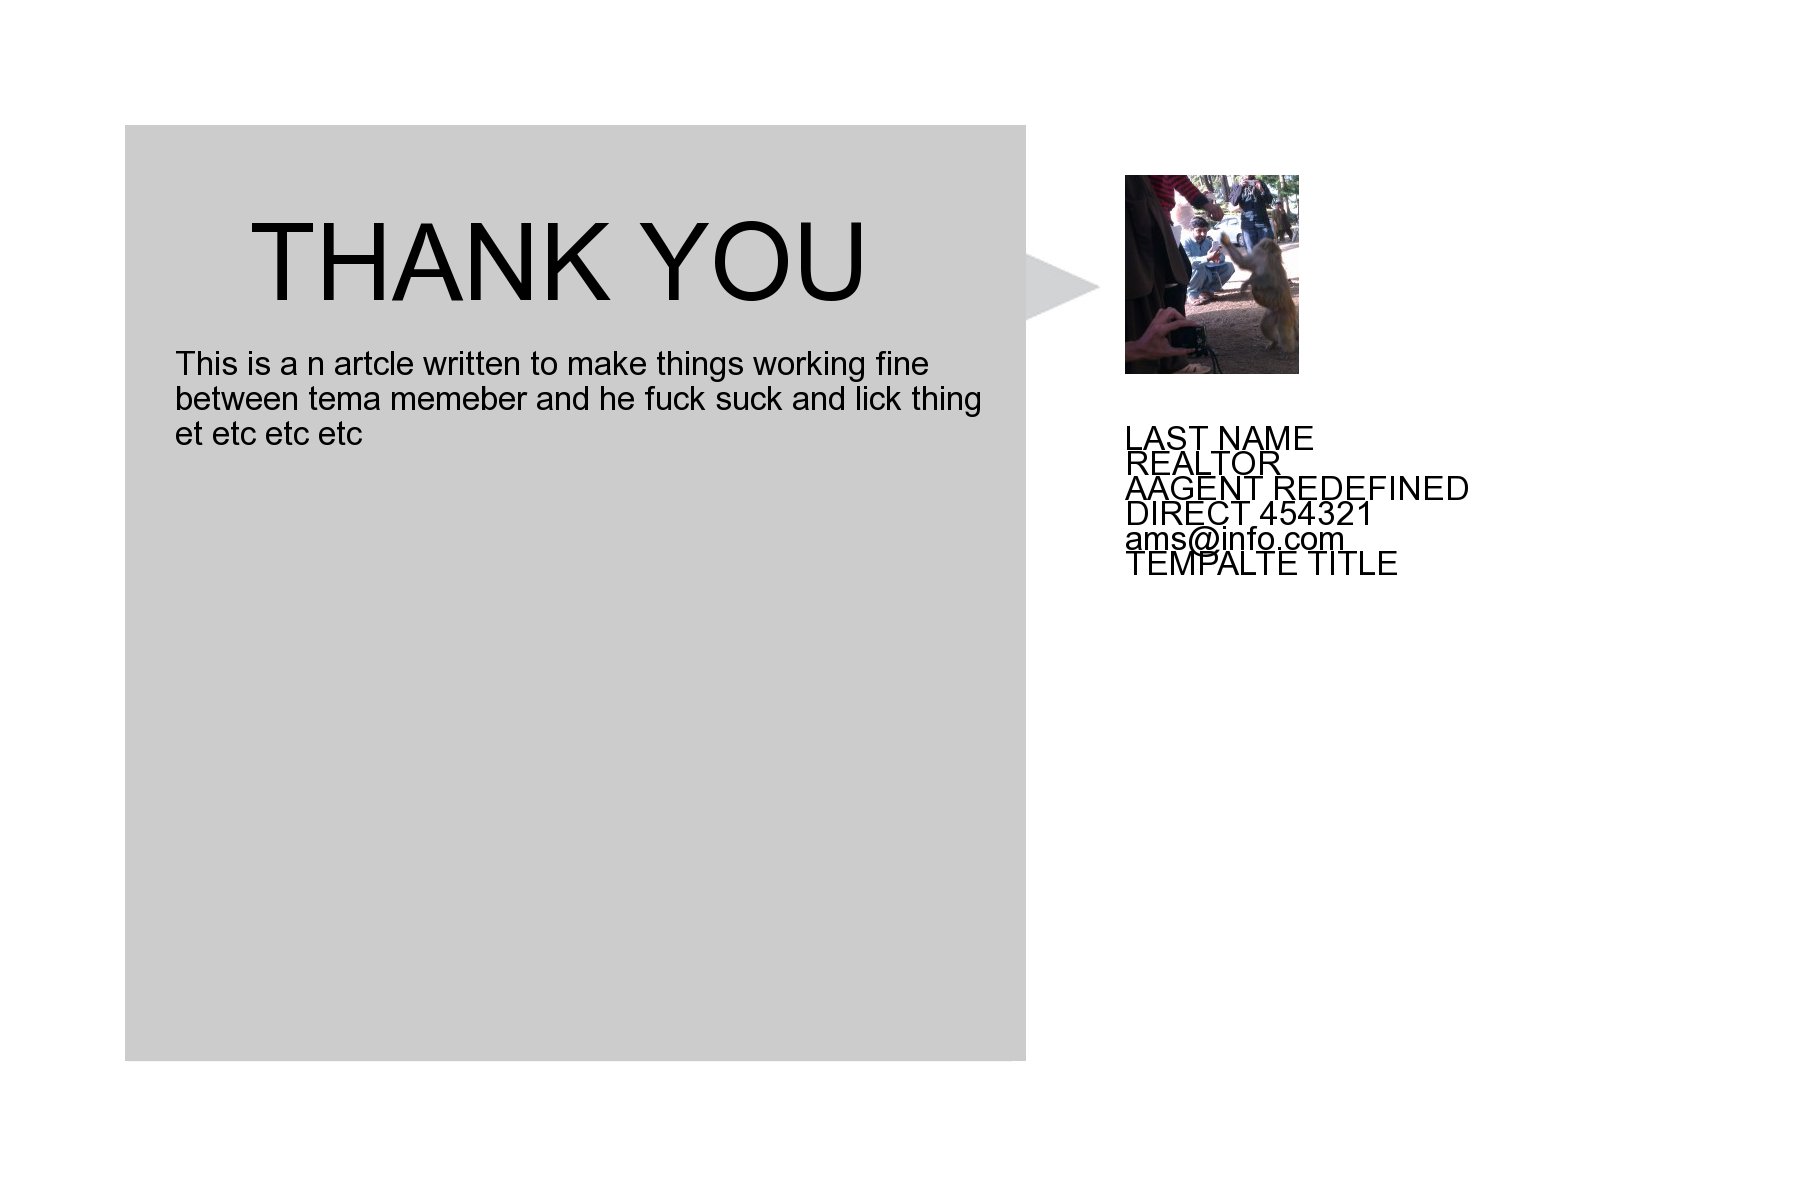 THANK YOU
This is a n artcle written to make things working fine
between tema memeber and he fuck suck and lick thing
et etc etc etc
LAST NAME
REALTOR
AAGENT REDEFINED
DIRECT 454321
ams@info.com
TEMPALTE TITLE